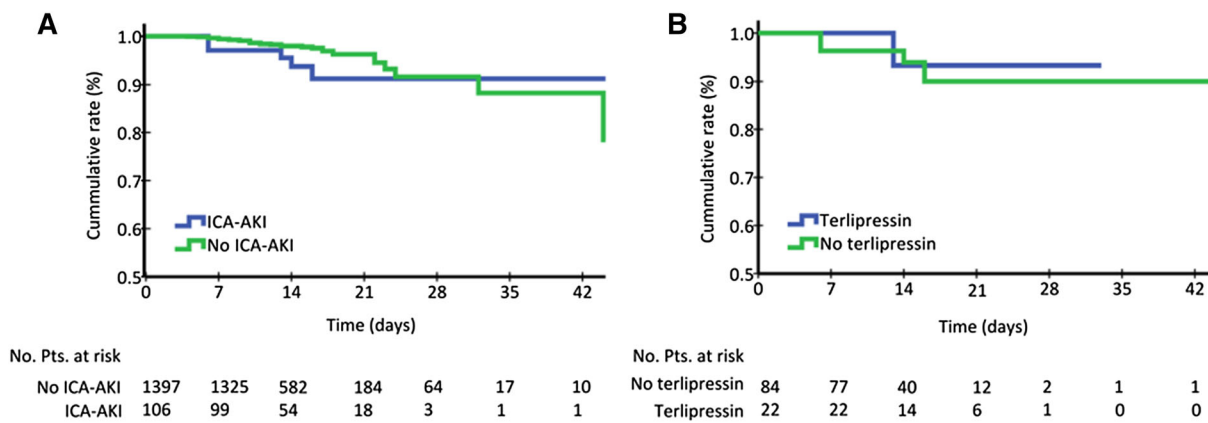 A
Cummulative rate (%)
1.0
0.9
0.8
0.7
0.6
0.5
ICA-AKI
No ICA-AKI
0 7 14 21 28 35 42
Time (days)
No. Pts. at risk
No ICA-AKI 1397 1325 582 184 64 17 10
ICA-AKI 106 99 54 18 3 1 1
B
Cummulative rate (%)
1.0
0.9
0.8
0.7
0.6
0.5
Terlipressin
No terlipressin
0 7 14 21 28 35 42
Time (days)
No. Pts. at risk
No terlipressin 84 77 40 12 2 1 1
Terlipressin 22 22 14 6 1 0 0